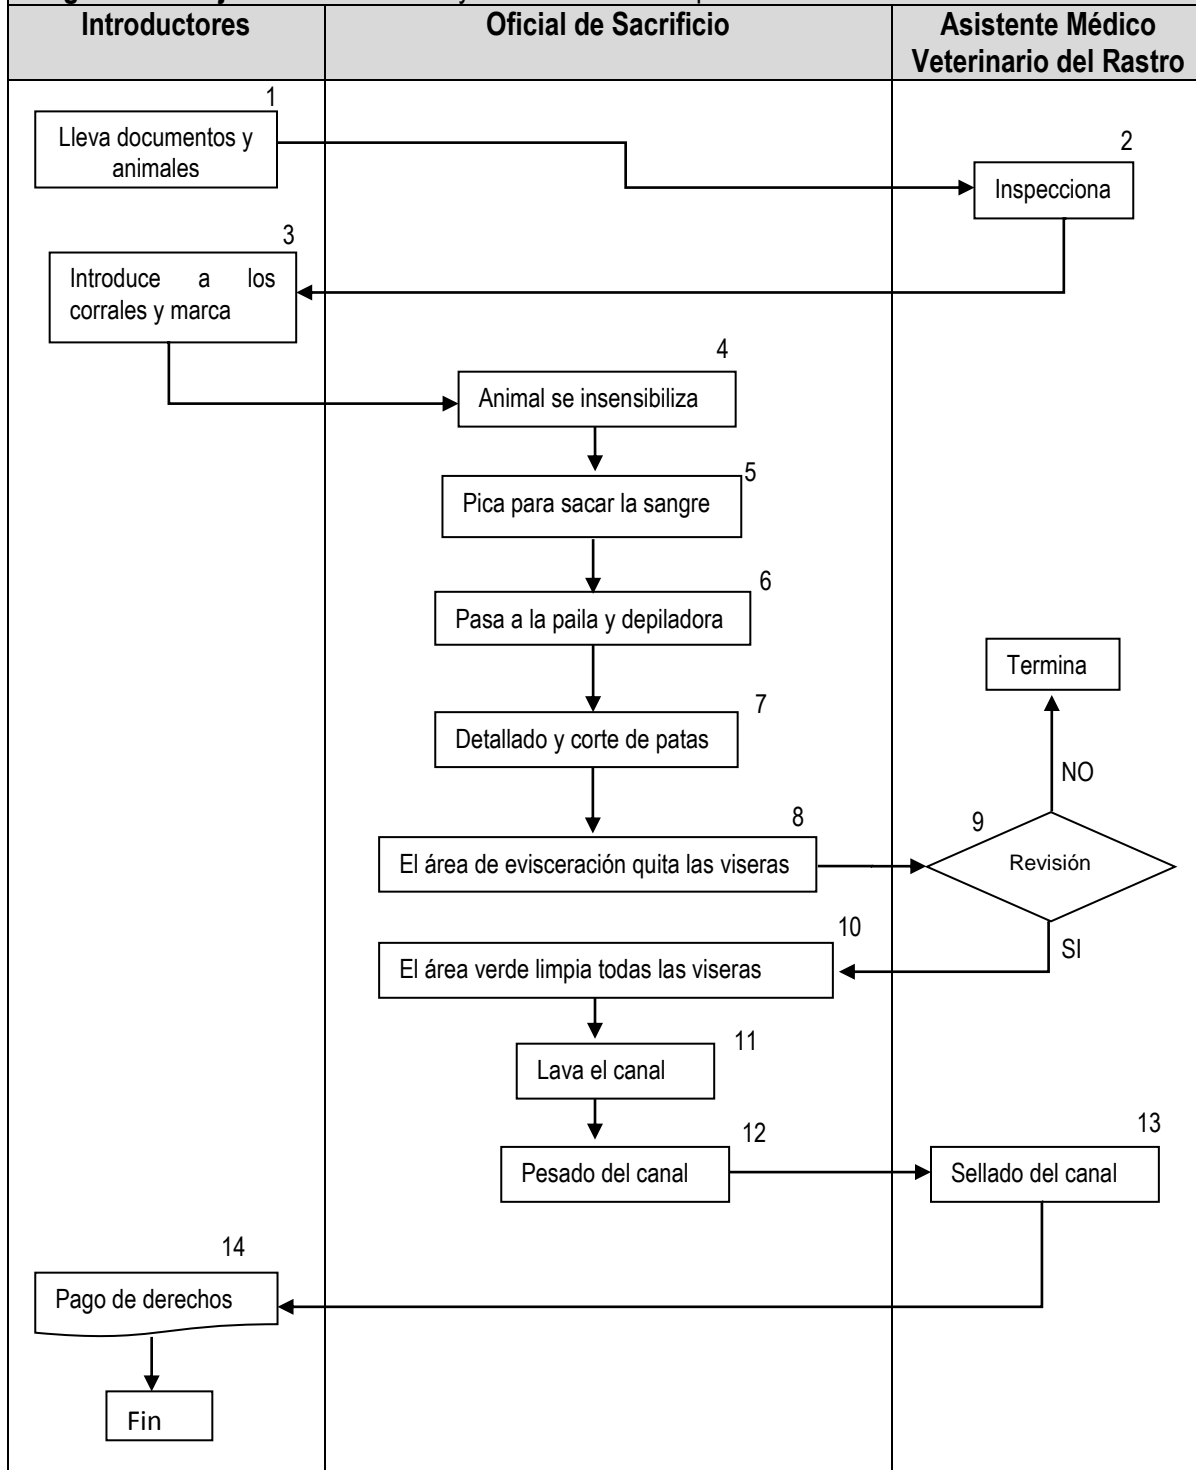 Introductores
Oficial de Sacrificio
Asistente Médico
Veterinario del Rastro
1
Lleva documentos y
animales
2
Inspecciona
3
Introduce a los
corrales y marca
4
Animal se insensibiliza
5
Pica para sacar la sangre
6
Pasa a la paila y depiladora
Termina
7
Detallado y corte de patas
NO
8
El área de evisceración quita las viseras
9
Revisión
10
El área verde limpia todas las viseras
SI
11
Lava el canal
12
Pesado del canal
13
Sellado del canal
14
Pago de derechos
Fin